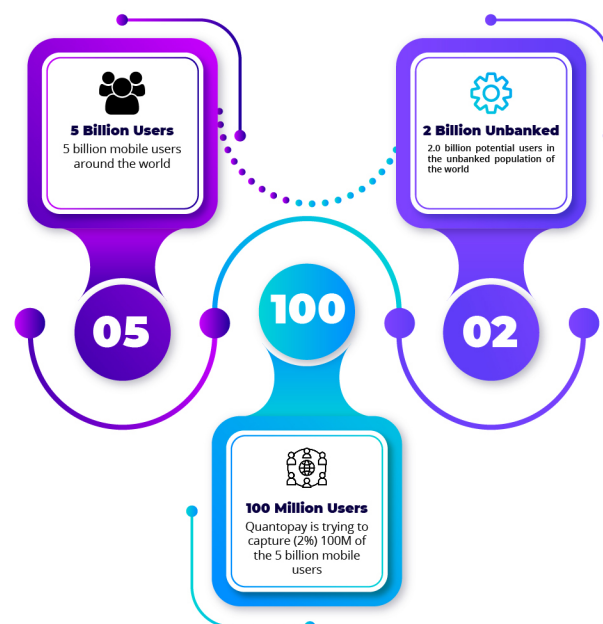 5 Billion Users
5 billion mobile users
around the world
05
2 Billion Unbanked
2.0 billion potential users in
the unbanked population of
the world
02
100
100 Million Users
Quantopay is trying to
capture (2%) 100M of
the 5 billion mobile
users